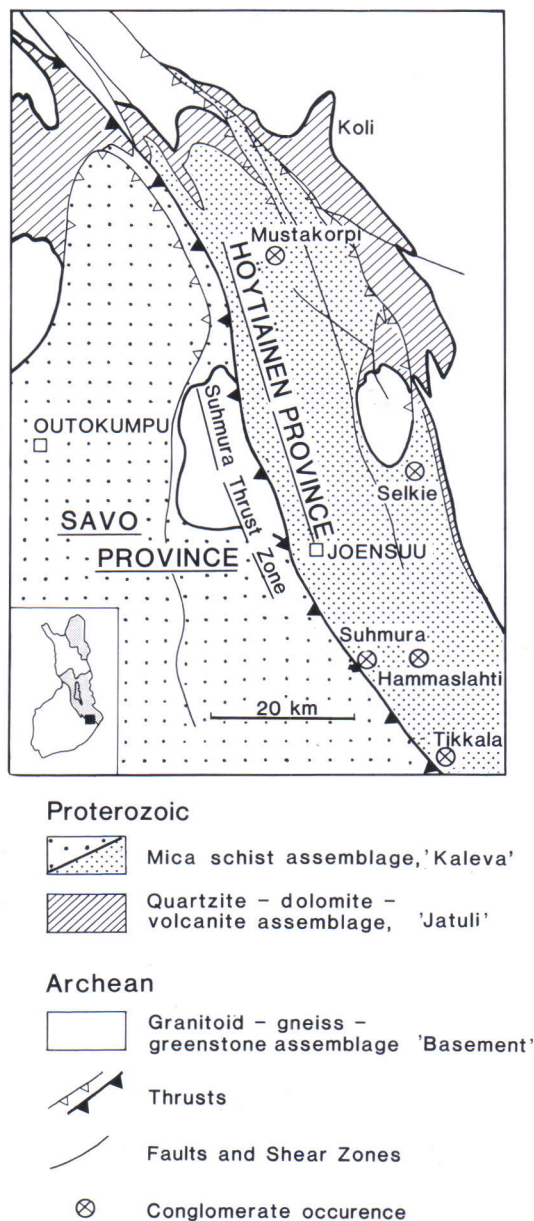 Koli
Mustakorpi
HÖYTIÄINEN PROVINCE
OUTOKUMPU
Suhmura Thrust Zone
Selkie
SAVO
PROVINCE
JOENSUU
Suhmura
Hammaslahti
20 km
Tikkala
Proterozoic
Mica schist assemblage, 'Kaleva'
Quartzite – dolomite –
volcanite assemblage, 'Jatuli'
Archean
Granitoid – gneiss –
greenstone assemblage 'Basement'
Thrusts
Faults and Shear Zones
Conglomerate occurence